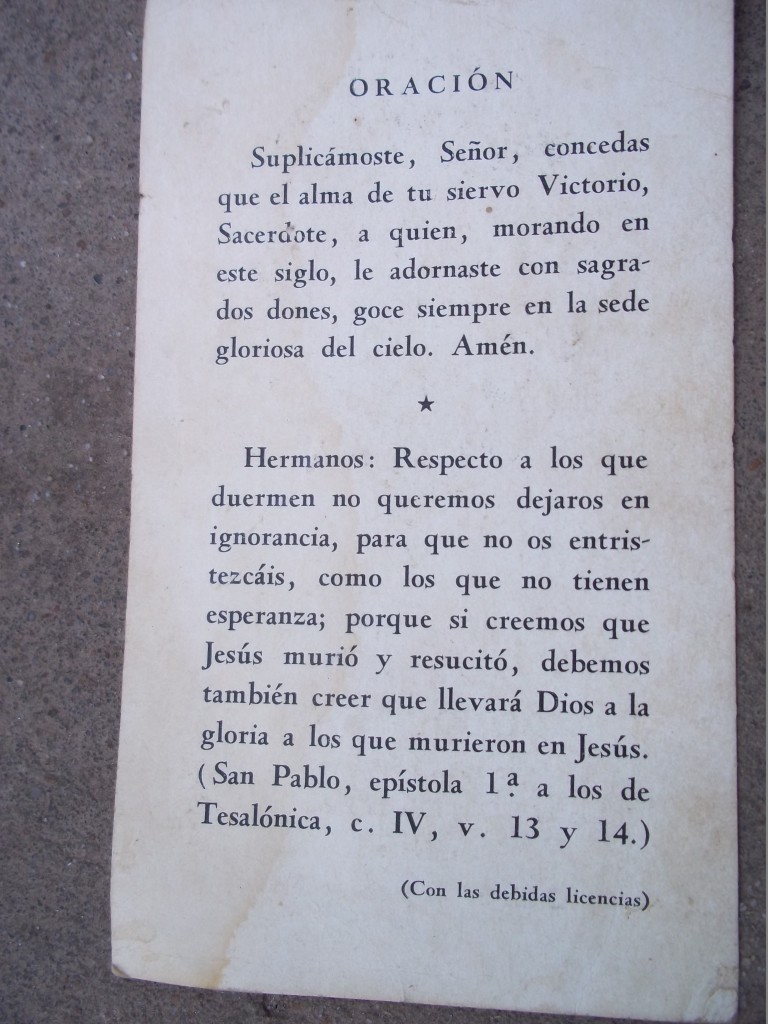 ORACIÓN
Suplicámoste, Señor, concedas
que el alma de tu siervo Victorio,
Sacerdote, a quien, morando en
este siglo, le adornaste con sagra-
dos dones, goce siempre en la sede
gloriosa del cielo. Amén.
★
Hermanos: Respecto a los que
duermen no queremos dejaros en
ignorancia, para que no os entris-
tezcáis, como los que no tienen
esperanza; porque si creemos que
Jesús murió y resucitó, debemos
también creer que llevará Dios a la
gloria a los que murieron en Jesús.
(San Pablo, epístola 1.ª a los de
Tesalónica, c. IV, v. 13 y 14.)
(Con las debidas licencias)